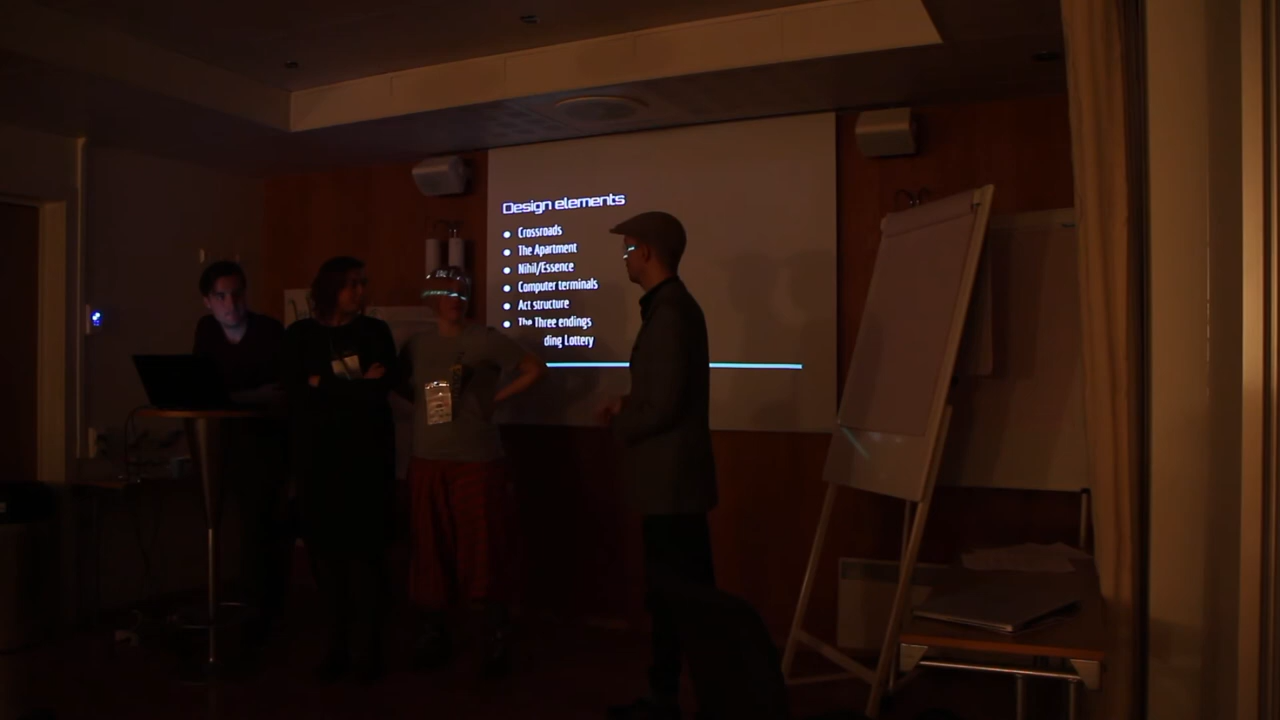 Design elements
Crossroads
The Apartment
Nihil/Essence
Computer terminals
Act structure
The Three endings
ding Lottery